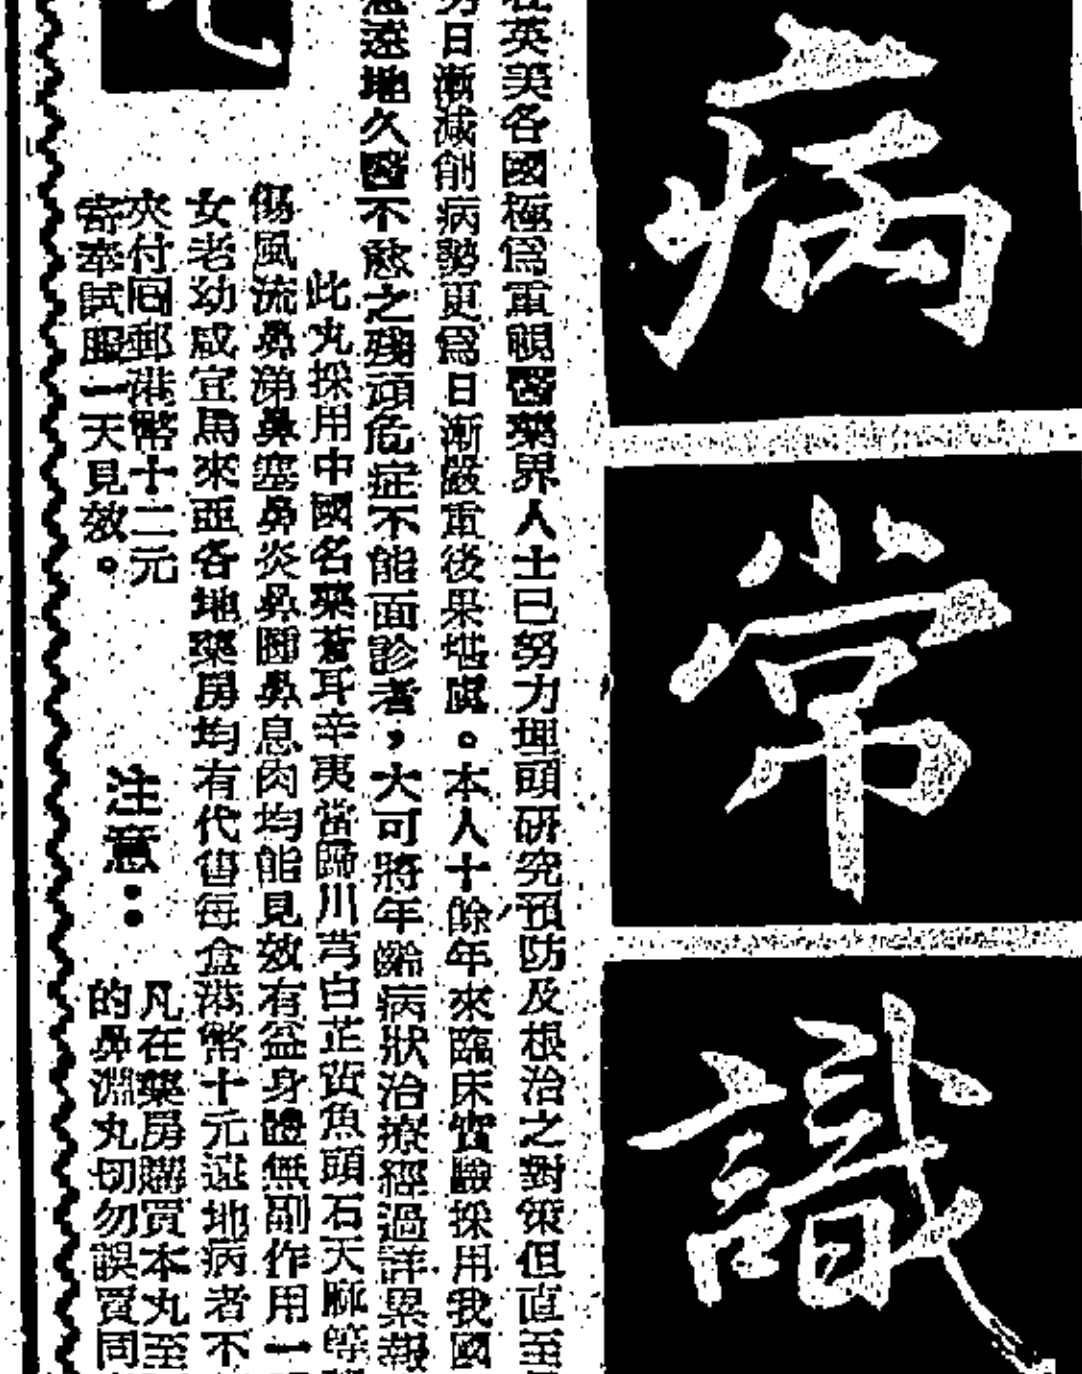 病常識
在英美各國極爲重視醫藥界人士已努力埋頭研究預防及根治之對策但直至
日漸減削病勢更爲日漸嚴重後果堪虞。本人十餘年來臨床實驗採用我國
遠地久醫不愈之殘頑危症不能面診者，大可將年齡病狀治療經過詳畧報
此丸採用中國名藥蒼耳辛夷當歸川芎白芷黃魚頭石天麻等
傷風流鼻涕鼻塞鼻炎鼻鼻息肉均能見效有益身體無副作用一
女老幼咸宜馬來亞各地藥房均有代售每盒港幣十元遠地病者不
夾付回郵港幣十二元
寄奉試服一天見效。
注意：
凡在藥房購買本丸至
的鼻淵丸切勿誤買同